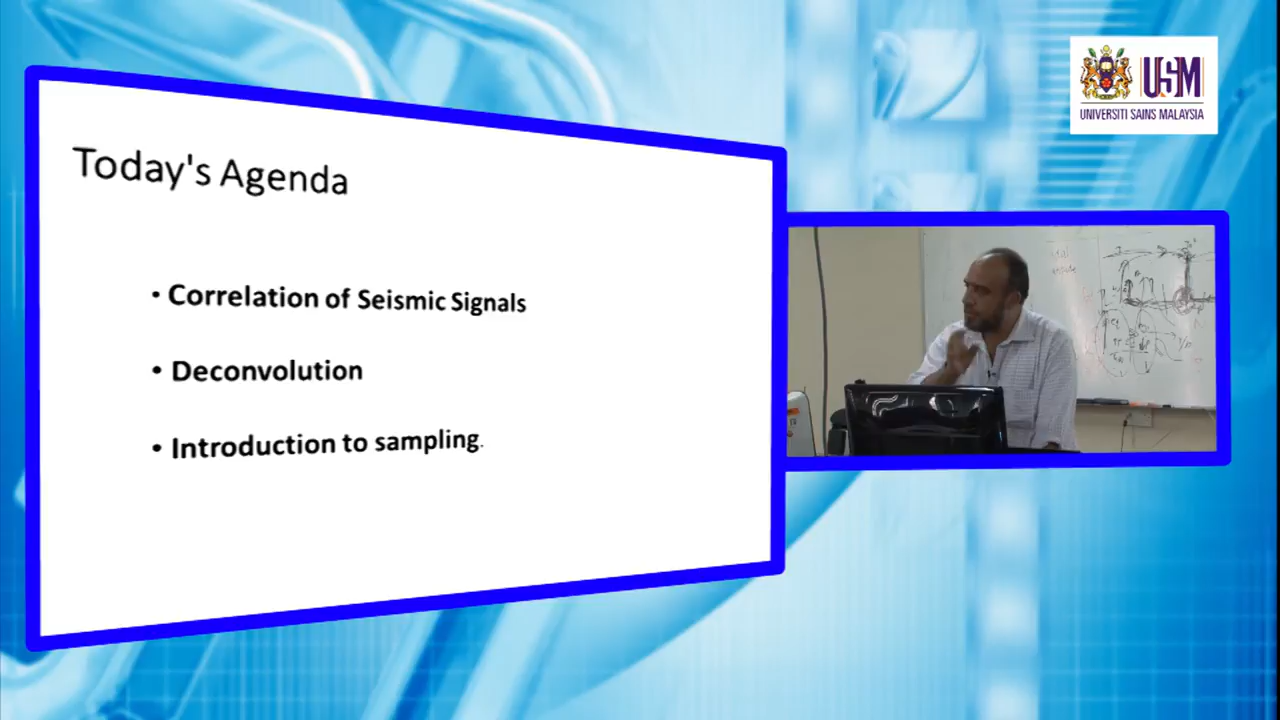 USM
UNIVERSITI SAINS MALAYSIA
Today's Agenda
• Correlation of Seismic Signals
• Deconvolution
• Introduction to sampling.